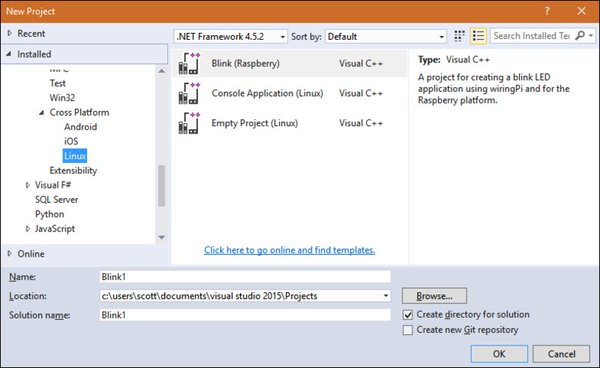 New Project
Recent
.NET Framework 4.5.2
Sort by: Default
Search Installed Te
Installed
Test
Win32
Cross Platform
Android
iOS
Linux
Extensibility
Visual F#
SQL Server
Python
JavaScript
Online
Blink (Raspberry) Visual C++
Console Application (Linux) Visual C++
Empty Project (Linux) Visual C++
Click here to go online and find templates.
Type: Visual C++
A project for creating a blink LED
application using wiringPi and for the
Raspberry platform.
Name: Blink1
Location: c:\users\scott\documents\visual studio 2015\Projects
Browse...
Solution name: Blink1
Create directory for solution
Create new Git repository
OK Cancel